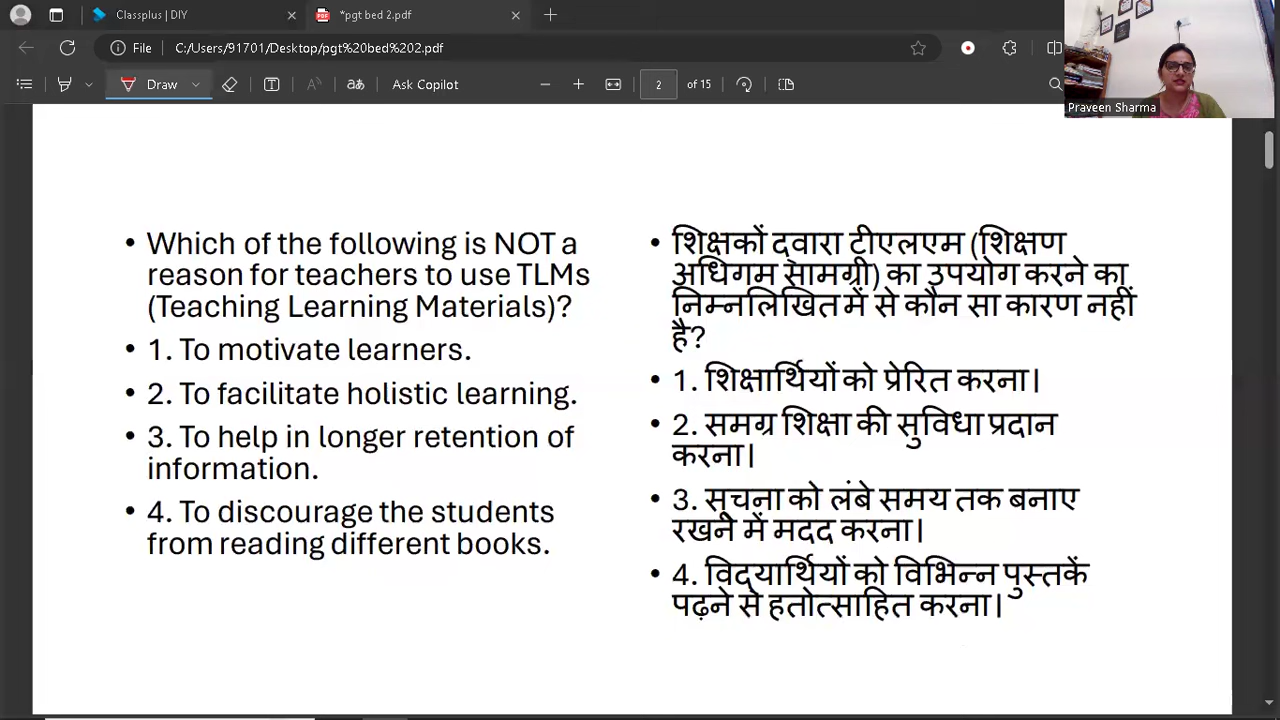 Classplus | DIY
*pgt bed 2.pdf
File
C:/Users/91701/Desktop/pgt%20bed%202.pdf
Draw
aあ
Ask Copilot
2
of 15
Praveen Sharma
• Which of the following is NOT a
reason for teachers to use TLMs
(Teaching Learning Materials)?
• 1. To motivate learners.
• 2. To facilitate holistic learning.
• 3. To help in longer retention of
information.
• 4. To discourage the students
from reading different books.
• शिक्षकों द्वारा टीएलएम (शिक्षण
अधिगम सामग्री) का उपयोग करने का
निम्नलिखित में से कौन सा कारण नहीं
है?
• 1. शिक्षार्थियों को प्रेरित करना।
• 2. समग्र शिक्षा की सुविधा प्रदान
करना।
• 3. सूचना को लंबे समय तक बनाए
रखने में मदद करना।
• 4. विद्यार्थियों को विभिन्न पुस्तकें
पढ़ने से हतोत्साहित करना।